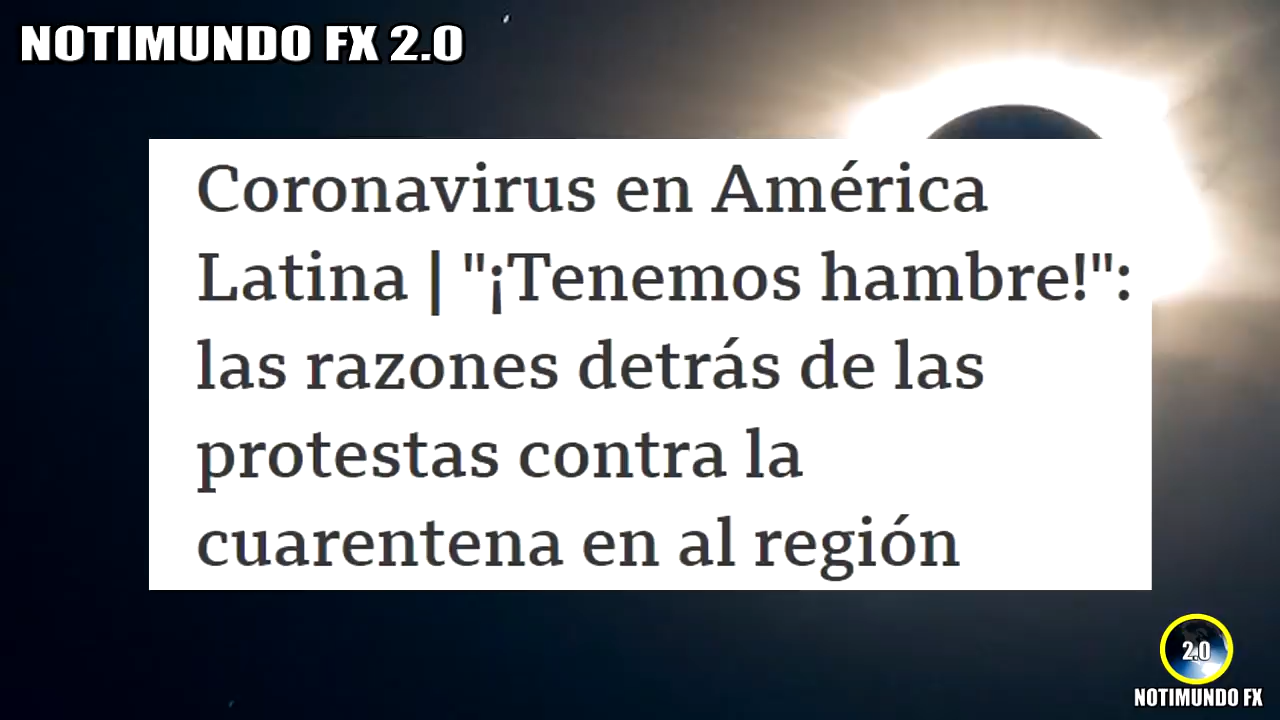 NOTIMUNDO FX 2.0
Coronavirus en América
Latina | "¡Tenemos hambre!":
las razones detrás de las
protestas contra la
cuarentena en al región
2.0
NOTIMUNDO FX